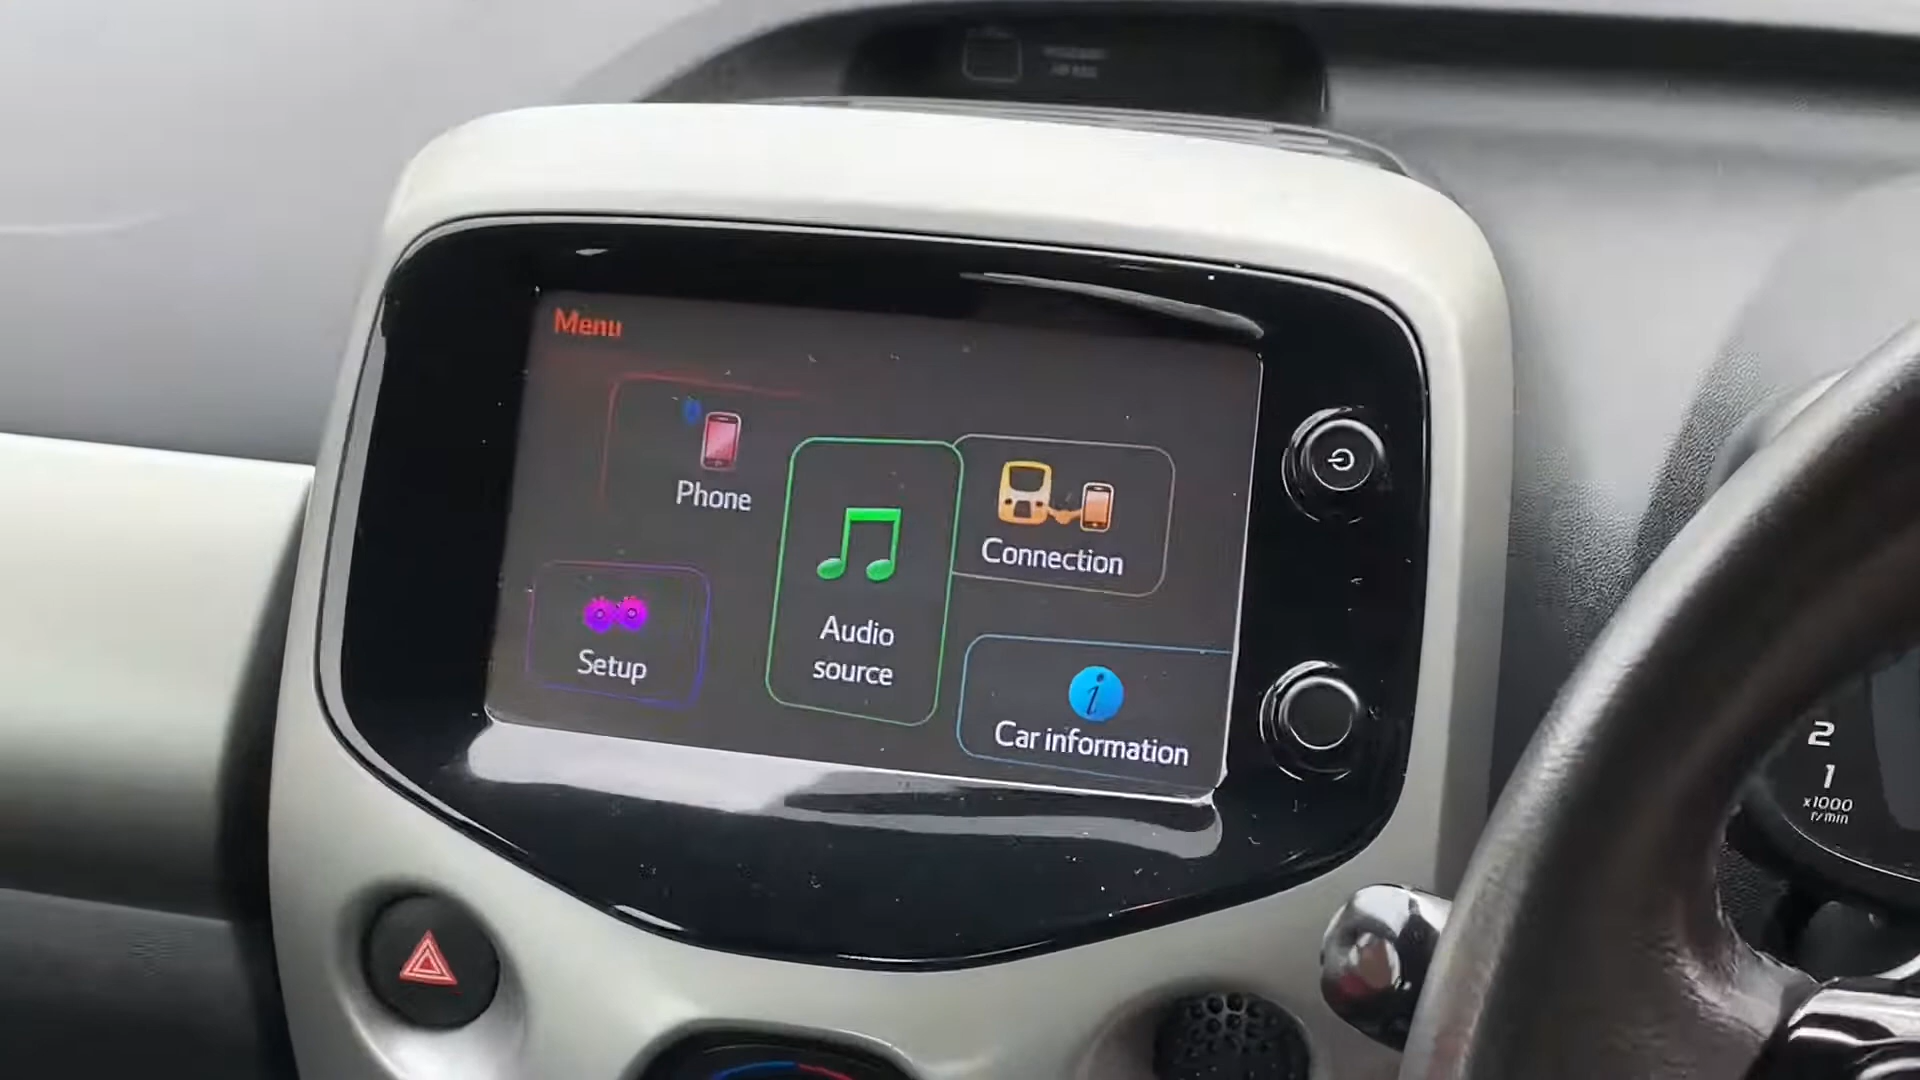 Menu
Phone
Connection
Audio
source
Setup
Car information
2
1
x1000
r/min